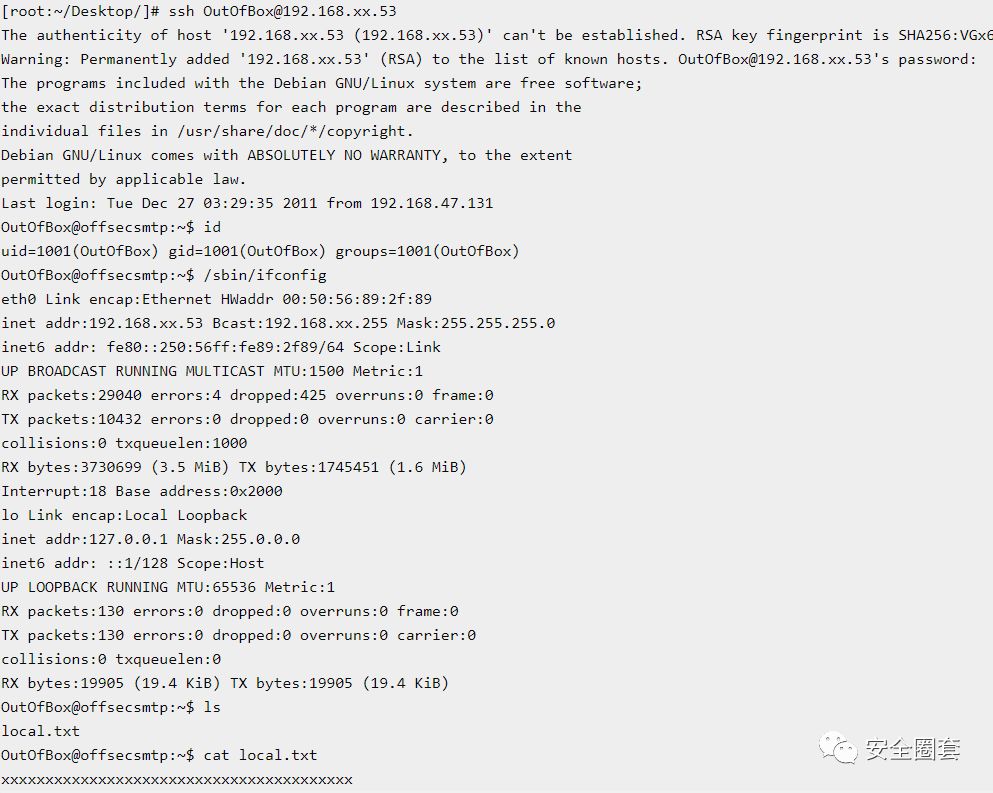 [root:~/Desktop/]# ssh OutOfBox@192.168.xx.53
The authenticity of host '192.168.xx.53 (192.168.xx.53)' can't be established. RSA key fingerprint is SHA256:VGx6
Warning: Permanently added '192.168.xx.53' (RSA) to the list of known hosts. OutOfBox@192.168.xx.53's password:
The programs included with the Debian GNU/Linux system are free software;
the exact distribution terms for each program are described in the
individual files in /usr/share/doc/*/copyright.
Debian GNU/Linux comes with ABSOLUTELY NO WARRANTY, to the extent
permitted by applicable law.
Last login: Tue Dec 27 03:29:35 2011 from 192.168.47.131
OutOfBox@offsecsmtp:~$ id
uid=1001(OutOfBox) gid=1001(OutOfBox) groups=1001(OutOfBox)
OutOfBox@offsecsmtp:~$ /sbin/ifconfig
eth0 Link encap:Ethernet HWaddr 00:50:56:89:2f:89
inet addr:192.168.xx.53 Bcast:192.168.xx.255 Mask:255.255.255.0
inet6 addr: fe80::250:56ff:fe89:2f89/64 Scope:Link
UP BROADCAST RUNNING MULTICAST MTU:1500 Metric:1
RX packets:29040 errors:4 dropped:425 overruns:0 frame:0
TX packets:10432 errors:0 dropped:0 overruns:0 carrier:0
collisions:0 txqueuelen:1000
RX bytes:3730699 (3.5 MiB) TX bytes:1745451 (1.6 MiB)
Interrupt:18 Base address:0x2000
lo Link encap:Local Loopback
inet addr:127.0.0.1 Mask:255.0.0.0
inet6 addr: ::1/128 Scope:Host
UP LOOPBACK RUNNING MTU:65536 Metric:1
RX packets:130 errors:0 dropped:0 overruns:0 frame:0
TX packets:130 errors:0 dropped:0 overruns:0 carrier:0
collisions:0 txqueuelen:0
RX bytes:19905 (19.4 KiB) TX bytes:19905 (19.4 KiB)
OutOfBox@offsecsmtp:~$ ls
local.txt
OutOfBox@offsecsmtp:~$ cat local.txt
xxxxxxxxxxxxxxxxxxxxxxxxxxxxxxxxxxxxxxxx
安全圈套